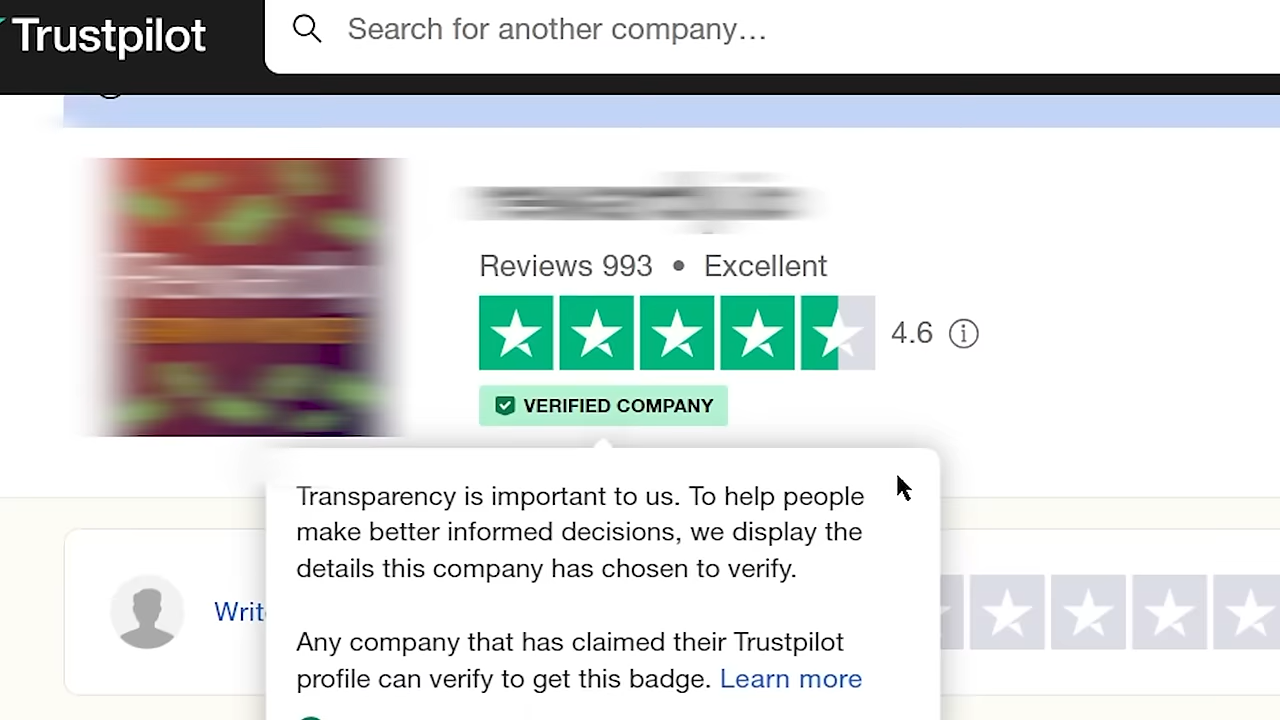 Trustpilot
Search for another company…
Reviews 993 • Excellent
4.6
VERIFIED COMPANY
Transparency is important to us. To help people
make better informed decisions, we display the
details this company has chosen to verify.
Any company that has claimed their Trustpilot
profile can verify to get this badge. Learn more